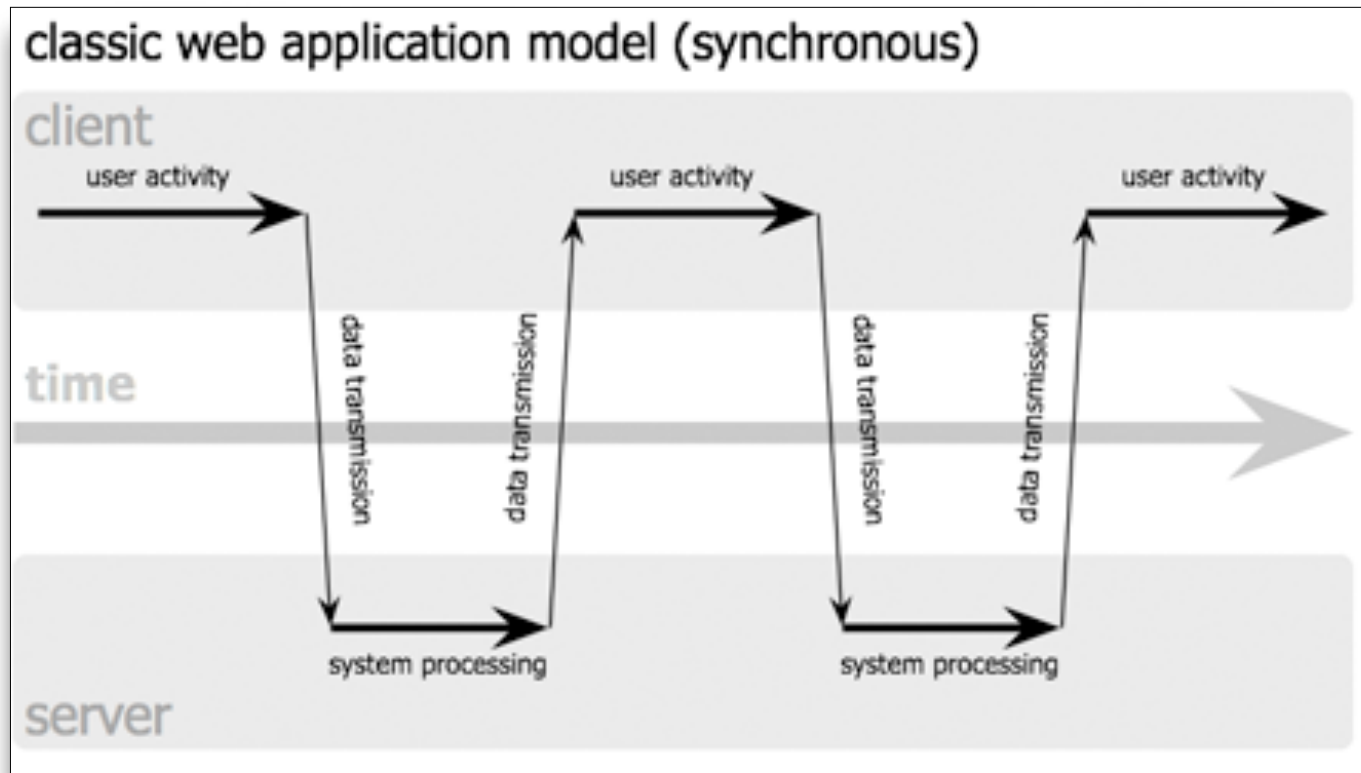 classic web application model (synchronous)
client
user activity
user activity
user activity
data transmission
data transmission
data transmission
data transmission
time
system processing
system processing
server